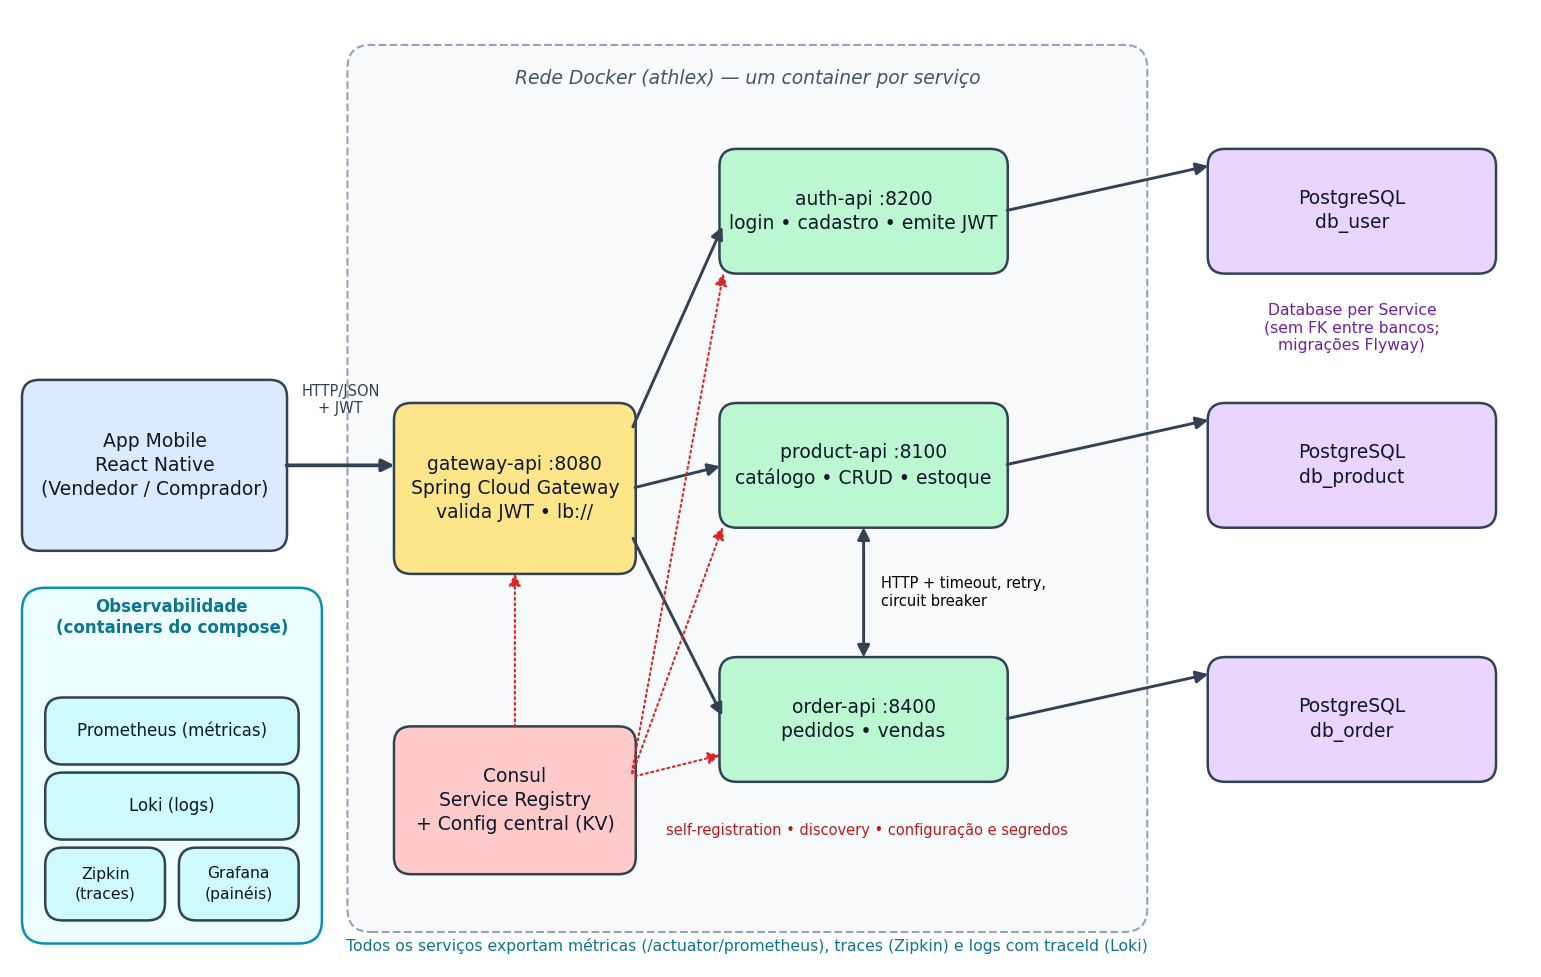 Rede Docker (athlex) — um container por serviço
auth-api :8200
login • cadastro • emite JWT
PostgreSQL
db_user
Database per Service
(sem FK entre bancos;
migrações Flyway)
App Mobile
React Native
(Vendedor / Comprador)
HTTP/JSON
+ JWT
gateway-api :8080
Spring Cloud Gateway
valida JWT • lb://
product-api :8100
catálogo • CRUD • estoque
PostgreSQL
db_product
HTTP + timeout, retry,
circuit breaker
order-api :8400
pedidos • vendas
PostgreSQL
db_order
Consul
Service Registry
+ Config central (KV)
self-registration • discovery • configuração e segredos
Observabilidade
(containers do compose)
Prometheus (métricas)
Loki (logs)
Zipkin
(traces)
Grafana
(painéis)
Todos os serviços exportam métricas (/actuator/prometheus), traces (Zipkin) e logs com traceId (Loki)